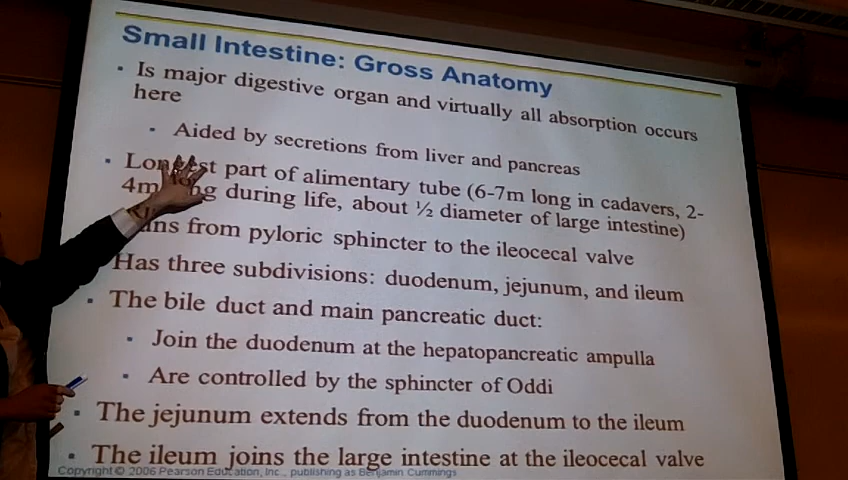 Small Intestine: Gross Anatomy
▪ Is major digestive organ and virtually all absorption occurs
here
▪ Aided by secretions from liver and pancreas
▪ Longest part of alimentary tube (6-7m long in cadavers, 2-
4m long during life, about ½ diameter of large intestine)
from pyloric sphincter to the ileocecal valve
Has three subdivisions: duodenum, jejunum, and ileum
▪ The bile duct and main pancreatic duct:
▪ Join the duodenum at the hepatopancreatic ampulla
▪ Are controlled by the sphincter of Oddi
▪ The jejunum extends from the duodenum to the ileum
▪ The ileum joins the large intestine at the ileocecal valve
Copyright © 2006 Pearson Education, Inc., publishing as Benjamin Cummings